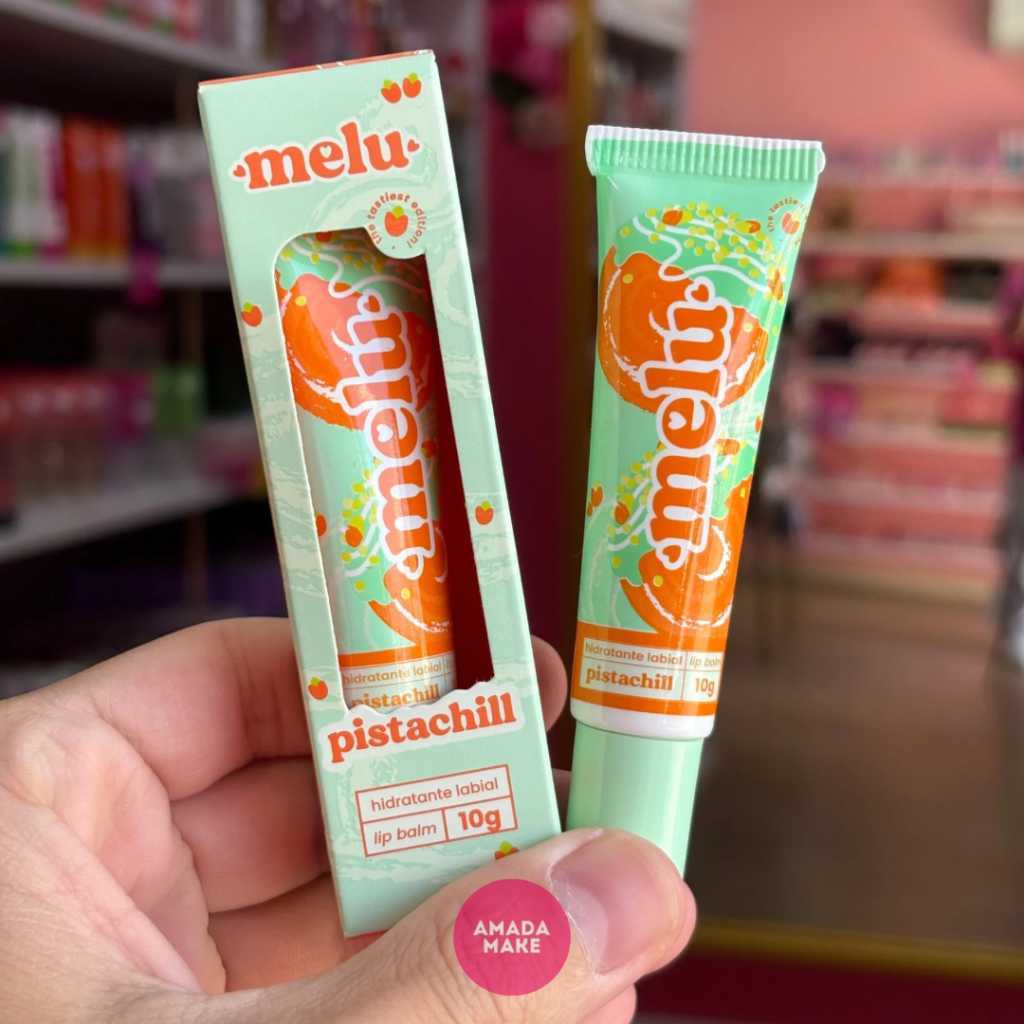 melu
the tastiest edition!
melu
hidratante labial
pistachill
pistachill
hidratante labial
lip balm
10g
the tastiest
melu
hidratante labial
lip balm
pistachill
10g
AMADA
MAKE